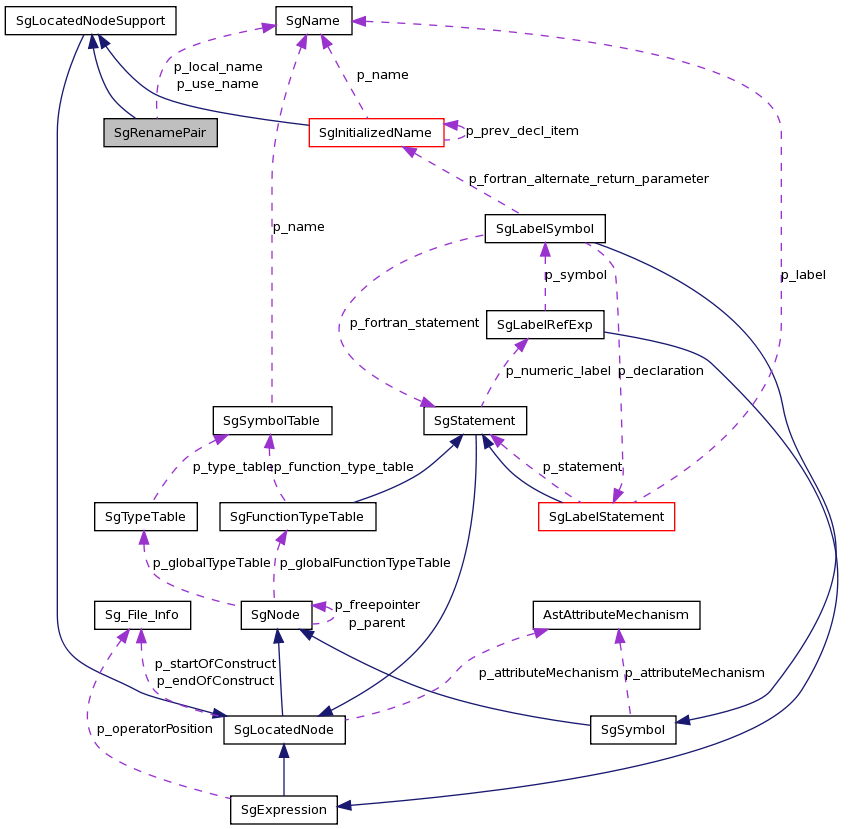 SgLocatedNodeSupport
SgName
p_local_name
p_use_name
p_name
SgRenamePair
SgInitializedName
p_prev_decl_item
p_fortran_alternate_return_parameter
p_name
SgLabelSymbol
p_symbol
p_label
p_fortran_statement
SgLabelRefExp
p_numeric_label
p_declaration
SgSymbolTable
SgStatement
p_type_table
p_function_type_table
p_statement
SgTypeTable
SgFunctionTypeTable
SgLabelStatement
p_globalTypeTable
p_globalFunctionTypeTable
Sg_File_Info
SgNode
p_freepointer
p_parent
AstAttributeMechanism
p_startOfConstruct
p_endOfConstruct
p_attributeMechanism
p_attributeMechanism
p_operatorPosition
SgLocatedNode
SgSymbol
SgExpression